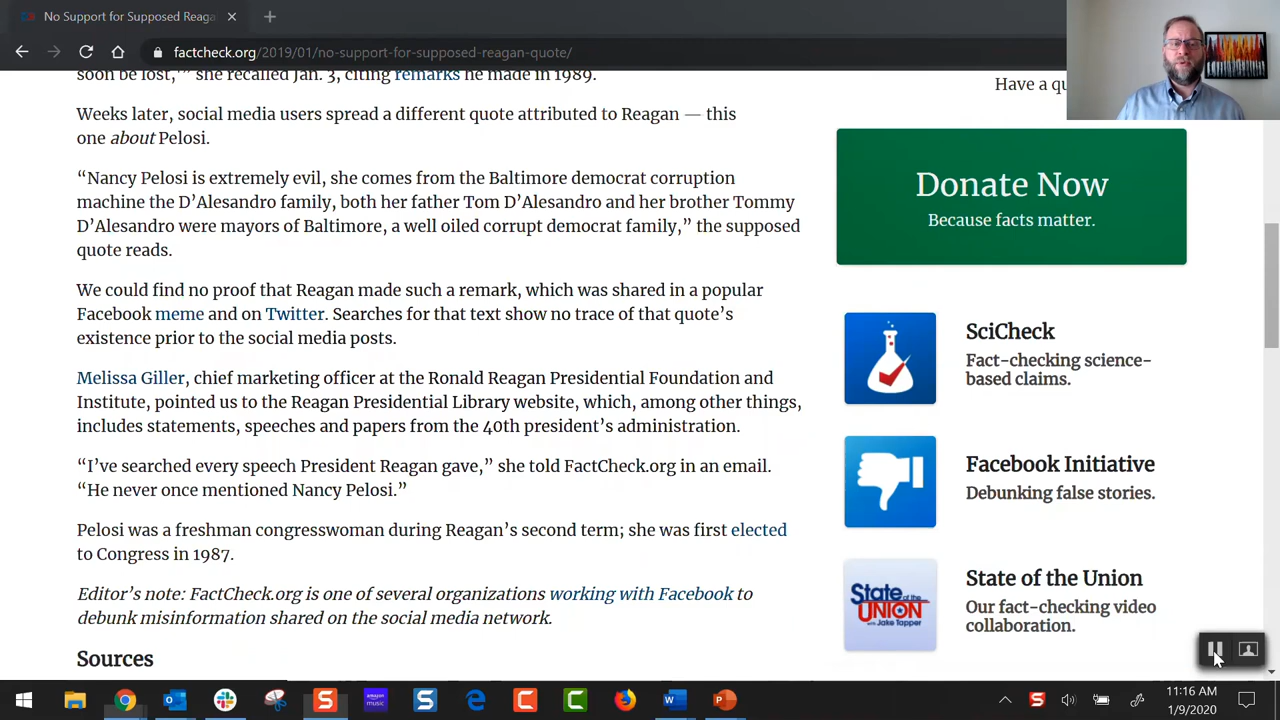 No Support for Supposed Reaga
factcheck.org/2019/01/no-support-for-supposed-reagan-quote/
soon be lost,'” she recalled Jan. 3, citing remarks he made in 1989.
Weeks later, social media users spread a different quote attributed to Reagan — this
one about Pelosi.
“Nancy Pelosi is extremely evil, she comes from the Baltimore democrat corruption
machine the D’Alesandro family, both her father Tom D’Alesandro and her brother Tommy
D’Alesandro were mayors of Baltimore, a well oiled corrupt democrat family,” the supposed
quote reads.
We could find no proof that Reagan made such a remark, which was shared in a popular
Facebook meme and on Twitter. Searches for that text show no trace of that quote’s
existence prior to the social media posts.
Melissa Giller, chief marketing officer at the Ronald Reagan Presidential Foundation and
Institute, pointed us to the Reagan Presidential Library website, which, among other things,
includes statements, speeches and papers from the 40th president’s administration.
“I’ve searched every speech President Reagan gave,” she told FactCheck.org in an email.
“He never once mentioned Nancy Pelosi.”
Pelosi was a freshman congresswoman during Reagan’s second term; she was first elected
to Congress in 1987.
Editor’s note: FactCheck.org is one of several organizations working with Facebook to
debunk misinformation shared on the social media network.
Sources
Have a qu
Donate Now
Because facts matter.
SciCheck
Fact-checking science-
based claims.
Facebook Initiative
Debunking false stories.
State of the
UNION
with Jake Tapper
State of the Union
Our fact-checking video
collaboration.
amazon
music
11:16 AM
1/9/2020